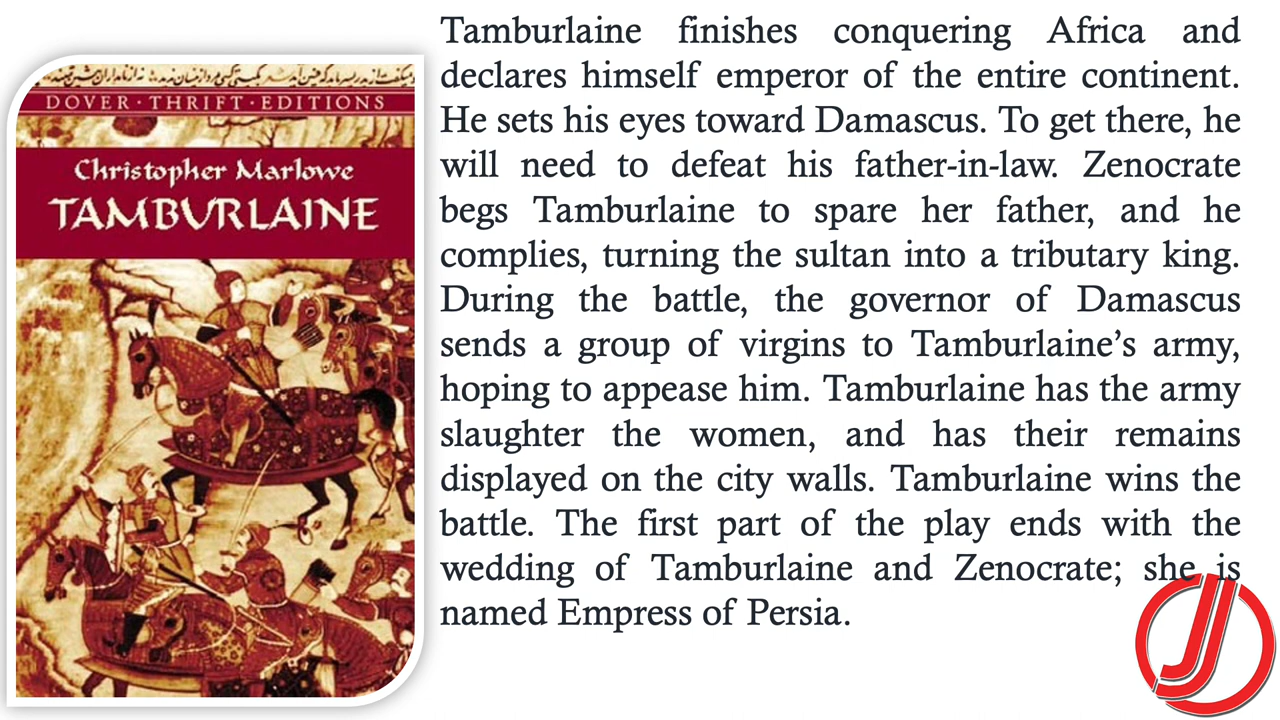 DOVER · THRIFT · EDITIONS
Christopher Marlowe
TAMBURLAINE
Tamburlaine finishes conquering Africa and
declares himself emperor of the entire continent.
He sets his eyes toward Damascus. To get there, he
will need to defeat his father-in-law. Zenocrate
begs Tamburlaine to spare her father, and he
complies, turning the sultan into a tributary king.
During the battle, the governor of Damascus
sends a group of virgins to Tamburlaine’s army,
hoping to appease him. Tamburlaine has the army
slaughter the women, and has their remains
displayed on the city walls. Tamburlaine wins the
battle. The first part of the play ends with the
wedding of Tamburlaine and Zenocrate; she is
named Empress of Persia.